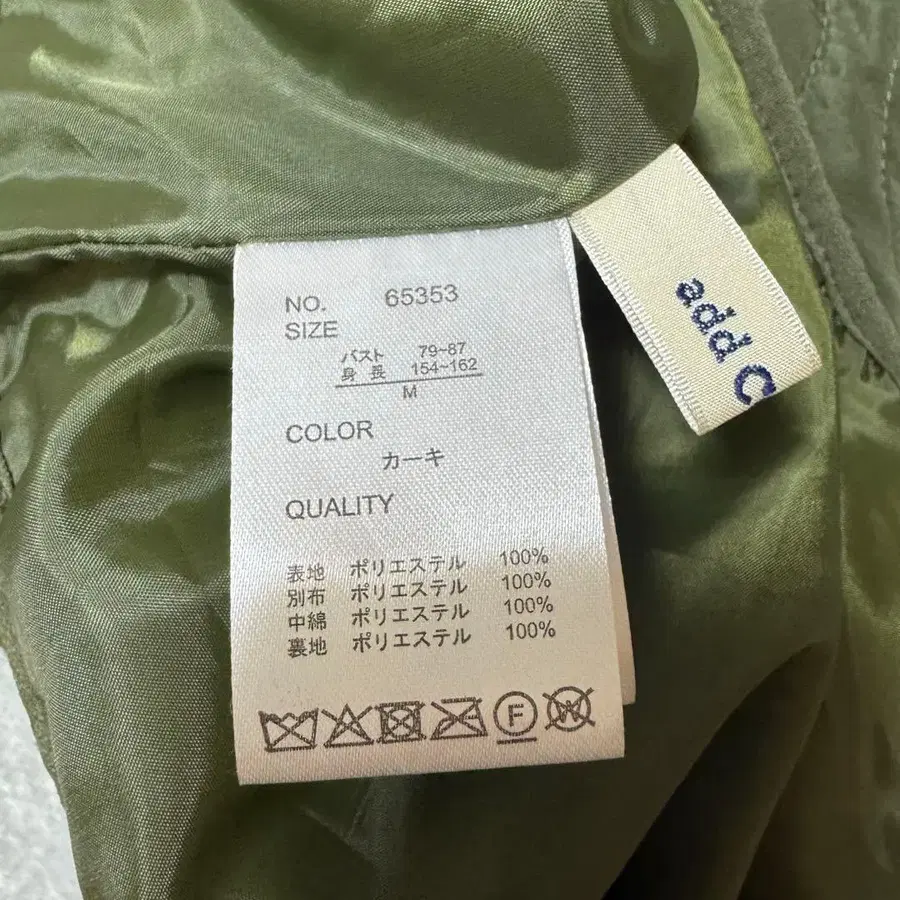 NO. 65353
SIZE
バスト 79~87
身長 154~162
M
COLOR
カーキ
QUALITY
表地 ポリエステル 100%
別布 ポリエステル 100%
中綿 ポリエステル 100%
裏地 ポリエステル 100%
F
W
add C